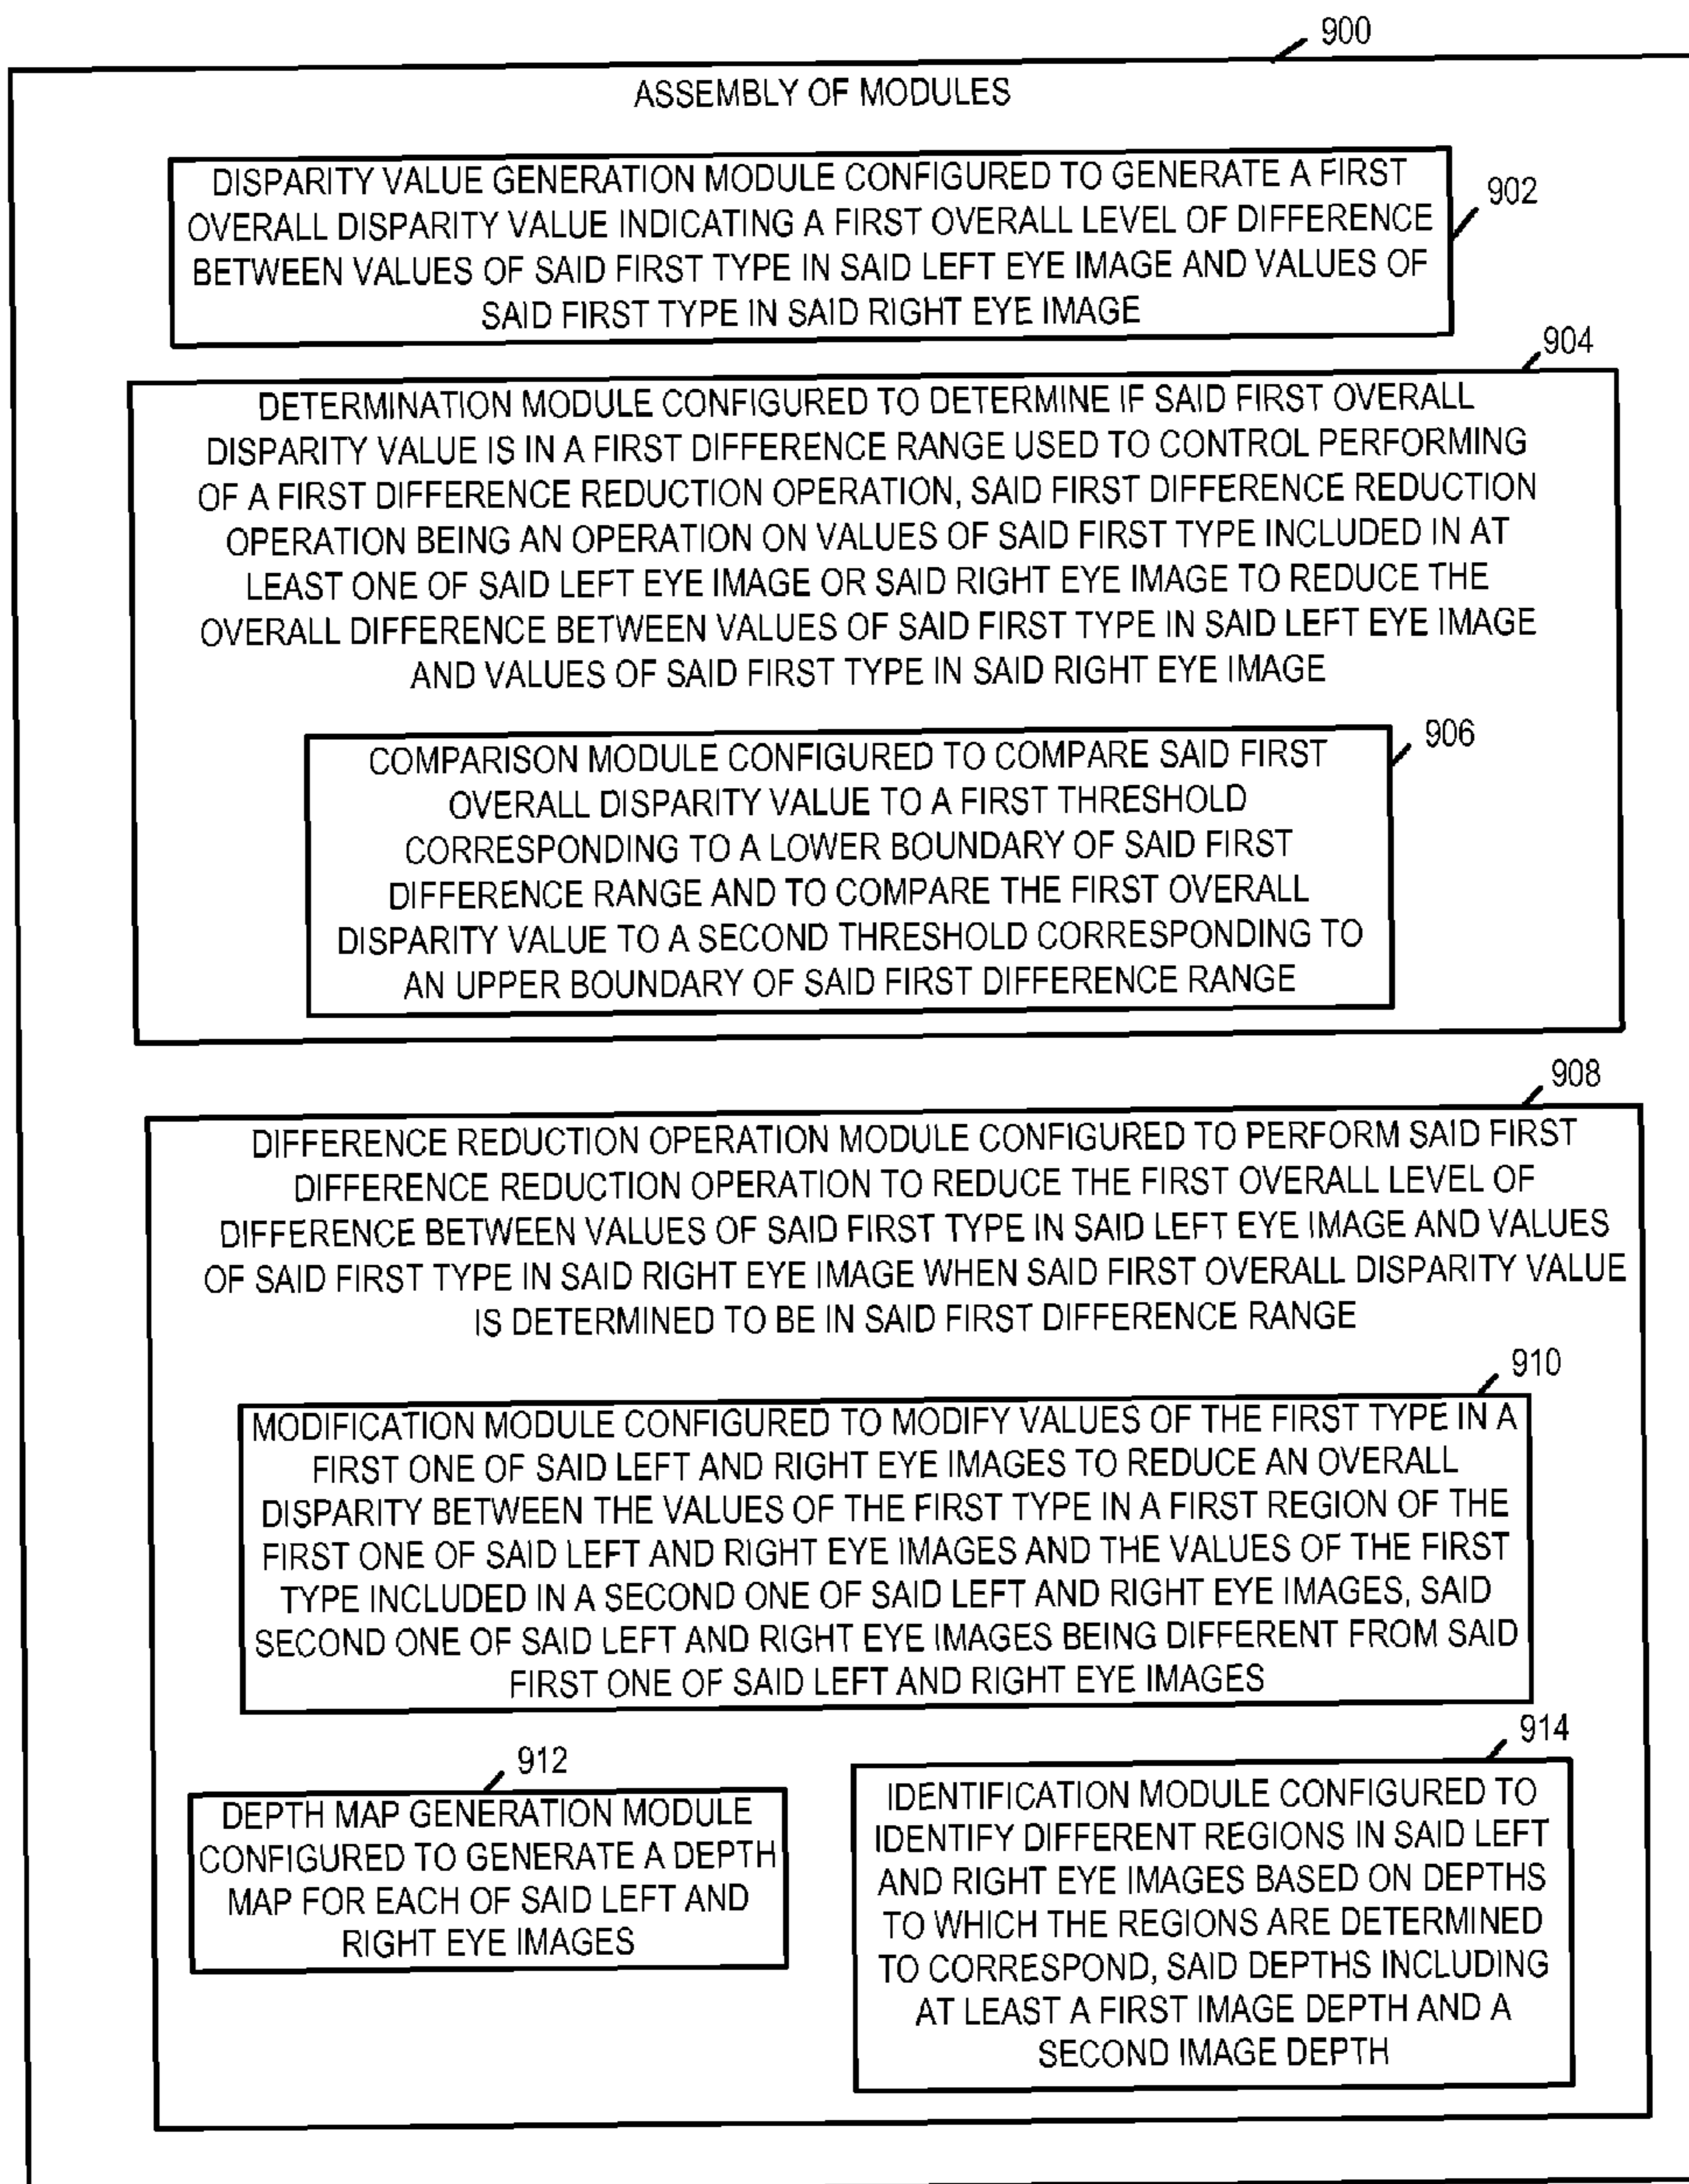 900
ASSEMBLY OF MODULES
DISPARITY VALUE GENERATION MODULE CONFIGURED TO GENERATE A FIRST
OVERALL DISPARITY VALUE INDICATING A FIRST OVERALL LEVEL OF DIFFERENCE
BETWEEN VALUES OF SAID FIRST TYPE IN SAID LEFT EYE IMAGE AND VALUES OF
SAID FIRST TYPE IN SAID RIGHT EYE IMAGE
902
904
DETERMINATION MODULE CONFIGURED TO DETERMINE IF SAID FIRST OVERALL
DISPARITY VALUE IS IN A FIRST DIFFERENCE RANGE USED TO CONTROL PERFORMING
OF A FIRST DIFFERENCE REDUCTION OPERATION, SAID FIRST DIFFERENCE REDUCTION
OPERATION BEING AN OPERATION ON VALUES OF SAID FIRST TYPE INCLUDED IN AT
LEAST ONE OF SAID LEFT EYE IMAGE OR SAID RIGHT EYE IMAGE TO REDUCE THE
OVERALL DIFFERENCE BETWEEN VALUES OF SAID FIRST TYPE IN SAID LEFT EYE IMAGE
AND VALUES OF SAID FIRST TYPE IN SAID RIGHT EYE IMAGE
906
COMPARISON MODULE CONFIGURED TO COMPARE SAID FIRST
OVERALL DISPARITY VALUE TO A FIRST THRESHOLD
CORRESPONDING TO A LOWER BOUNDARY OF SAID FIRST
DIFFERENCE RANGE AND TO COMPARE THE FIRST OVERALL
DISPARITY VALUE TO A SECOND THRESHOLD CORRESPONDING TO
AN UPPER BOUNDARY OF SAID FIRST DIFFERENCE RANGE
908
DIFFERENCE REDUCTION OPERATION MODULE CONFIGURED TO PERFORM SAID FIRST
DIFFERENCE REDUCTION OPERATION TO REDUCE THE FIRST OVERALL LEVEL OF
DIFFERENCE BETWEEN VALUES OF SAID FIRST TYPE IN SAID LEFT EYE IMAGE AND VALUES
OF SAID FIRST TYPE IN SAID RIGHT EYE IMAGE WHEN SAID FIRST OVERALL DISPARITY VALUE
IS DETERMINED TO BE IN SAID FIRST DIFFERENCE RANGE
910
MODIFICATION MODULE CONFIGURED TO MODIFY VALUES OF THE FIRST TYPE IN A
FIRST ONE OF SAID LEFT AND RIGHT EYE IMAGES TO REDUCE AN OVERALL
DISPARITY BETWEEN THE VALUES OF THE FIRST TYPE IN A FIRST REGION OF THE
FIRST ONE OF SAID LEFT AND RIGHT EYE IMAGES AND THE VALUES OF THE FIRST
TYPE INCLUDED IN A SECOND ONE OF SAID LEFT AND RIGHT EYE IMAGES, SAID
SECOND ONE OF SAID LEFT AND RIGHT EYE IMAGES BEING DIFFERENT FROM SAID
FIRST ONE OF SAID LEFT AND RIGHT EYE IMAGES
912
DEPTH MAP GENERATION MODULE
CONFIGURED TO GENERATE A DEPTH
MAP FOR EACH OF SAID LEFT AND
RIGHT EYE IMAGES
914
IDENTIFICATION MODULE CONFIGURED TO
IDENTIFY DIFFERENT REGIONS IN SAID LEFT
AND RIGHT EYE IMAGES BASED ON DEPTHS
TO WHICH THE REGIONS ARE DETERMINED
TO CORRESPOND, SAID DEPTHS INCLUDING
AT LEAST A FIRST IMAGE DEPTH AND A
SECOND IMAGE DEPTH